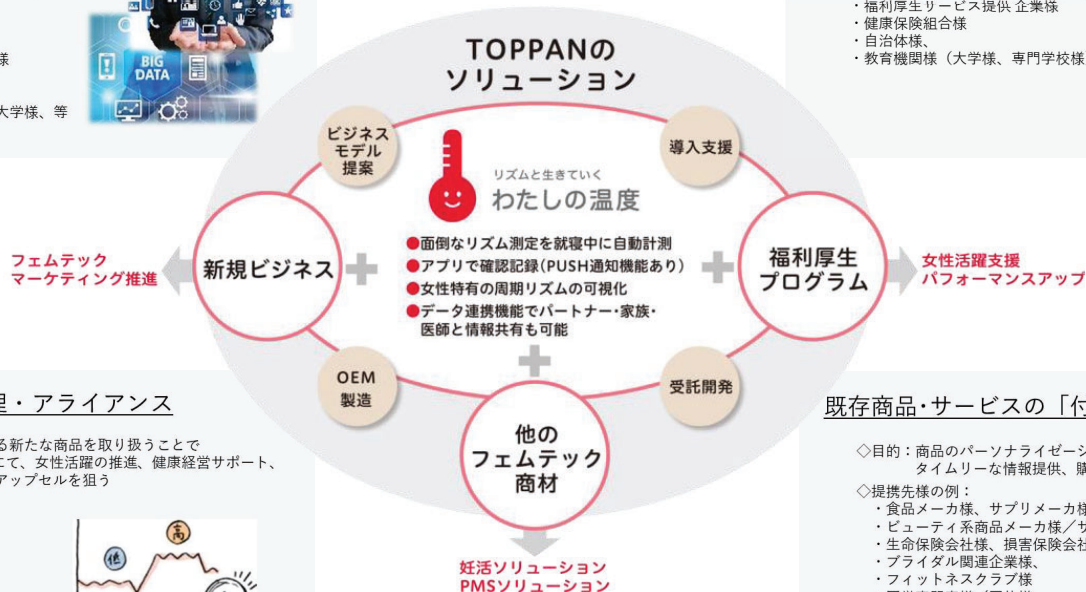 様
大学様、等
BIG
DATA
・福利厚生サービス提供 企業様
・健康保険組合様
・自治体様、
・教育機関様（大学様、専門学校様
TOPPANの
ソリューション
ビジネス
モデル
提案
導入支援
リズムと生きていく
わたしの温度
●面倒なリズム測定を就寝中に自動計測
●アプリで確認記録（PUSH通知機能あり）
●女性特有の周期リズムの可視化
●データ連携機能でパートナー・家族・
医師と情報共有も可能
フェムテック
マーケティング推進
新規ビジネス
福利厚生
プログラム
女性活躍支援
パフォーマンスアップ
OEM
製造
受託開発
他の
フェムテック
商材
妊活ソリューション
PMSソリューション
・アライアンス
る新たな商品を取り扱うことで
にて、女性活躍の推進、健康経営サポート、
アップセルを狙う
低
高
既存商品・サービスの「付
◇目的：商品のパーソナライゼーシ
タイムリーな情報提供、購
◇提携先様の例：
・食品メーカ様、サプリメーカ様
・ビューティ系商品メーカ様／サ
・生命保険会社様、損害保険会社
・ブライダル関連企業様、
・フィットネスクラブ様